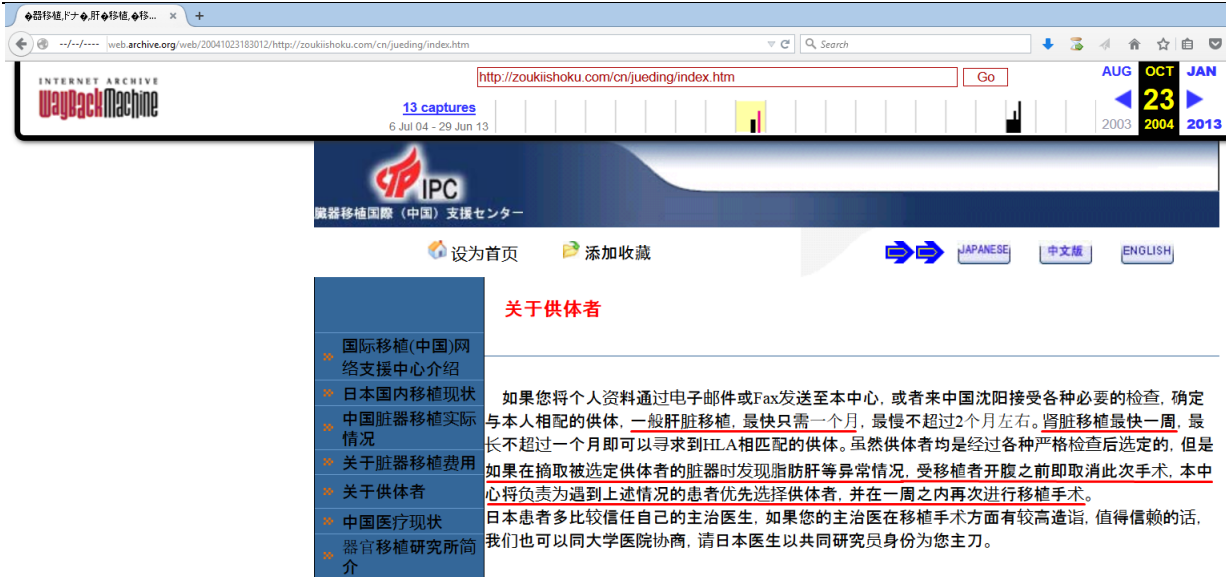 �器移植,ドナ�,肝�移植,�移...
--/--/---- web.archive.org/web/20041023183012/http://zoukiishoku.com/cn/jueding/index.htm
Search
INTERNET ARCHIVE
WayBackMachine
http://zoukiishoku.com/cn/jueding/index.htm
Go
13 captures
6 Jul 04 - 29 Jun 13
AUG OCT JAN
23
2003 2004 2013
CTP IPC
臓器移植国際(中国)支援センター
设为首页
添加收藏
JAPANESE
中文版
ENGLISH
关于供体者
国际移植(中国)网
络支援中心介绍
日本国内移植现状
中国脏器移植实际
情况
关于脏器移植费用
关于供体者
中国医疗现状
器官移植研究所简
介
如果您将个人资料通过电子邮件或Fax发送至本中心, 或者来中国沈阳接受各种必要的检查, 确定
与本人相配的供体, 一般肝脏移植, 最快只需一个月, 最慢不超过2个月左右。肾脏移植最快一周, 最
长不超过一个月即可以寻求到HLA相匹配的供体。虽然供体者均是经过各种严格检查后选定的, 但是
如果在摘取被选定供体者的脏器时发现脂肪肝等异常情况, 受移植者开腹之前即取消此次手术, 本中
心将负责为遇到上述情况的患者优先选择供体者, 并在一周之内再次进行移植手术。
日本患者多比较信任自己的主治医生, 如果您的主治医在移植手术方面有较高造诣, 值得信赖的话,
我们也可以同大学医院协商, 请日本医生以共同研究员身份为您主刀。